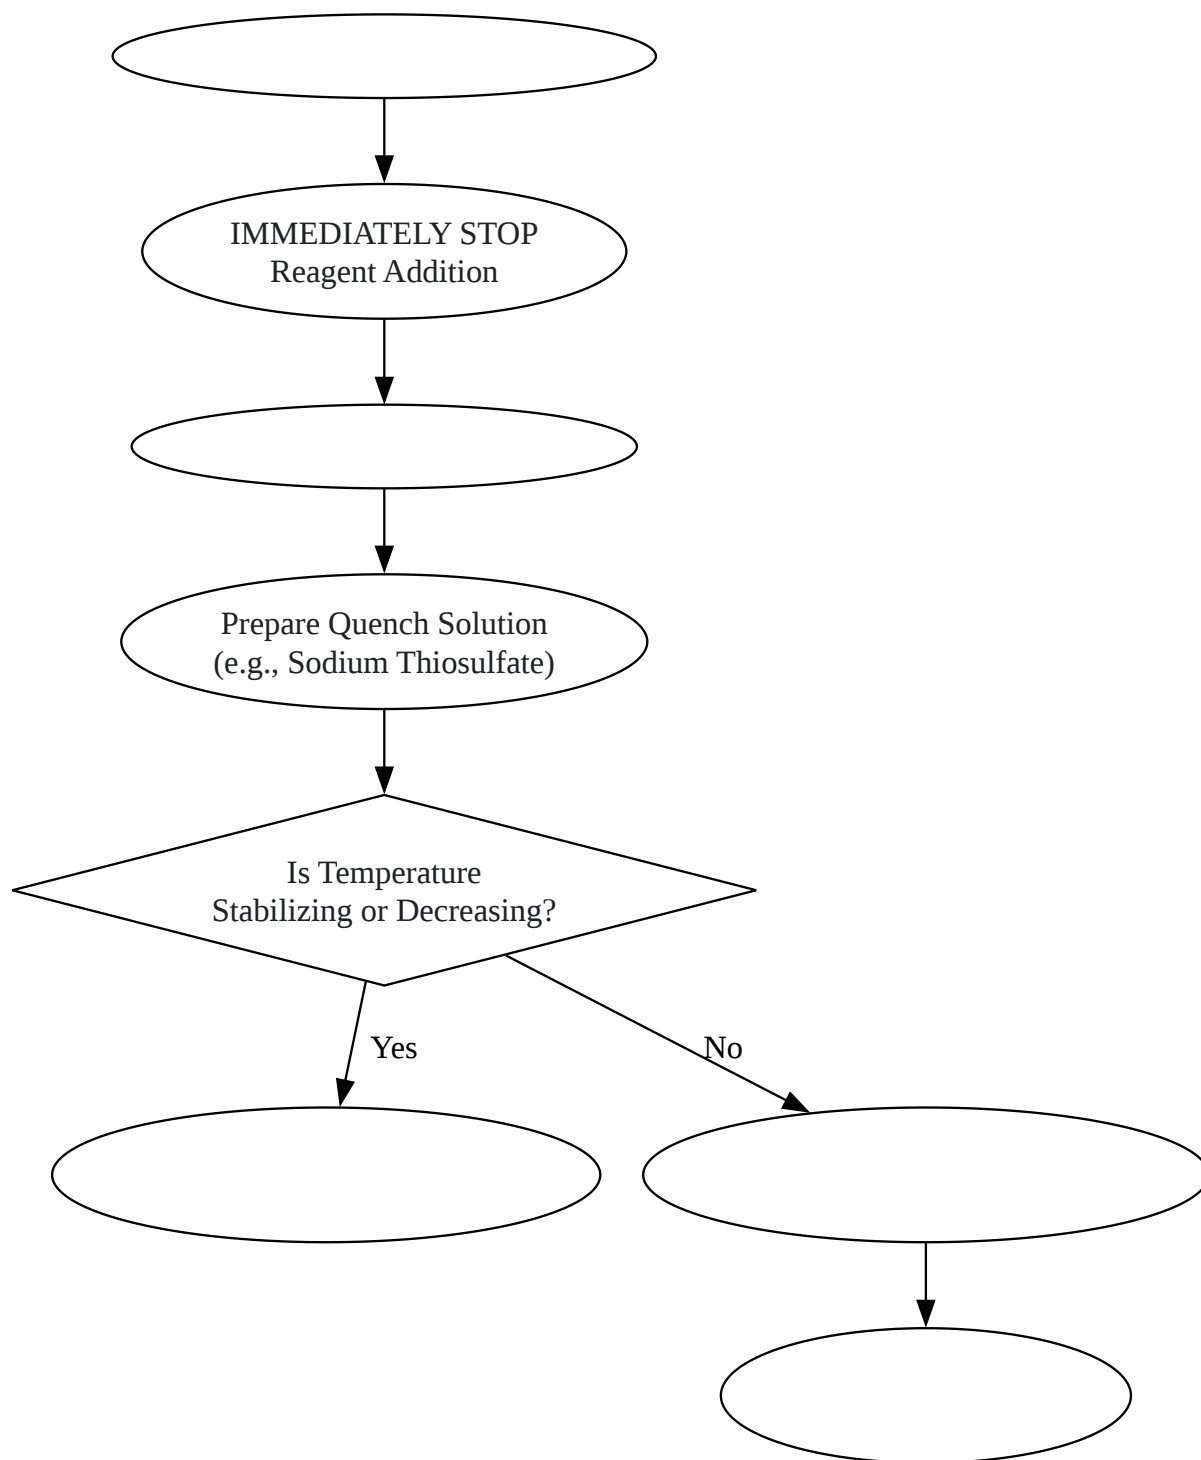 IMMEDIATELY STOP
Reagent Addition
Prepare Quench Solution
(e.g., Sodium Thiosulfate)
Is Temperature
Stabilizing or Decreasing?
Yes
No